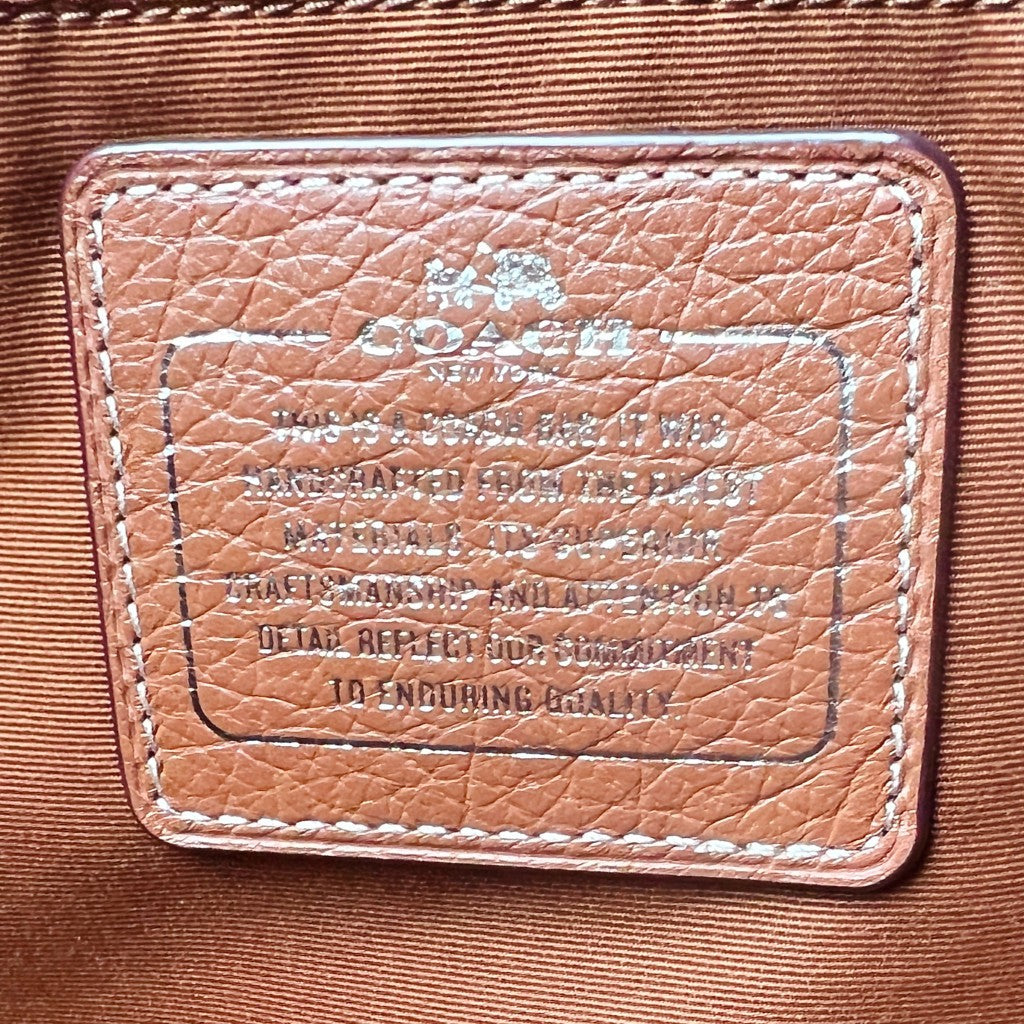 COACH
NEW YORK
THIS IS A COACH BAG. IT WAS
HANDCRAFTED FROM THE FINEST
MATERIALS. ITS SUPERIOR
CRAFTSMANSHIP AND ATTENTION TO
DETAIL REFLECT OUR COMMITMENT
TO ENDURING QUALITY.